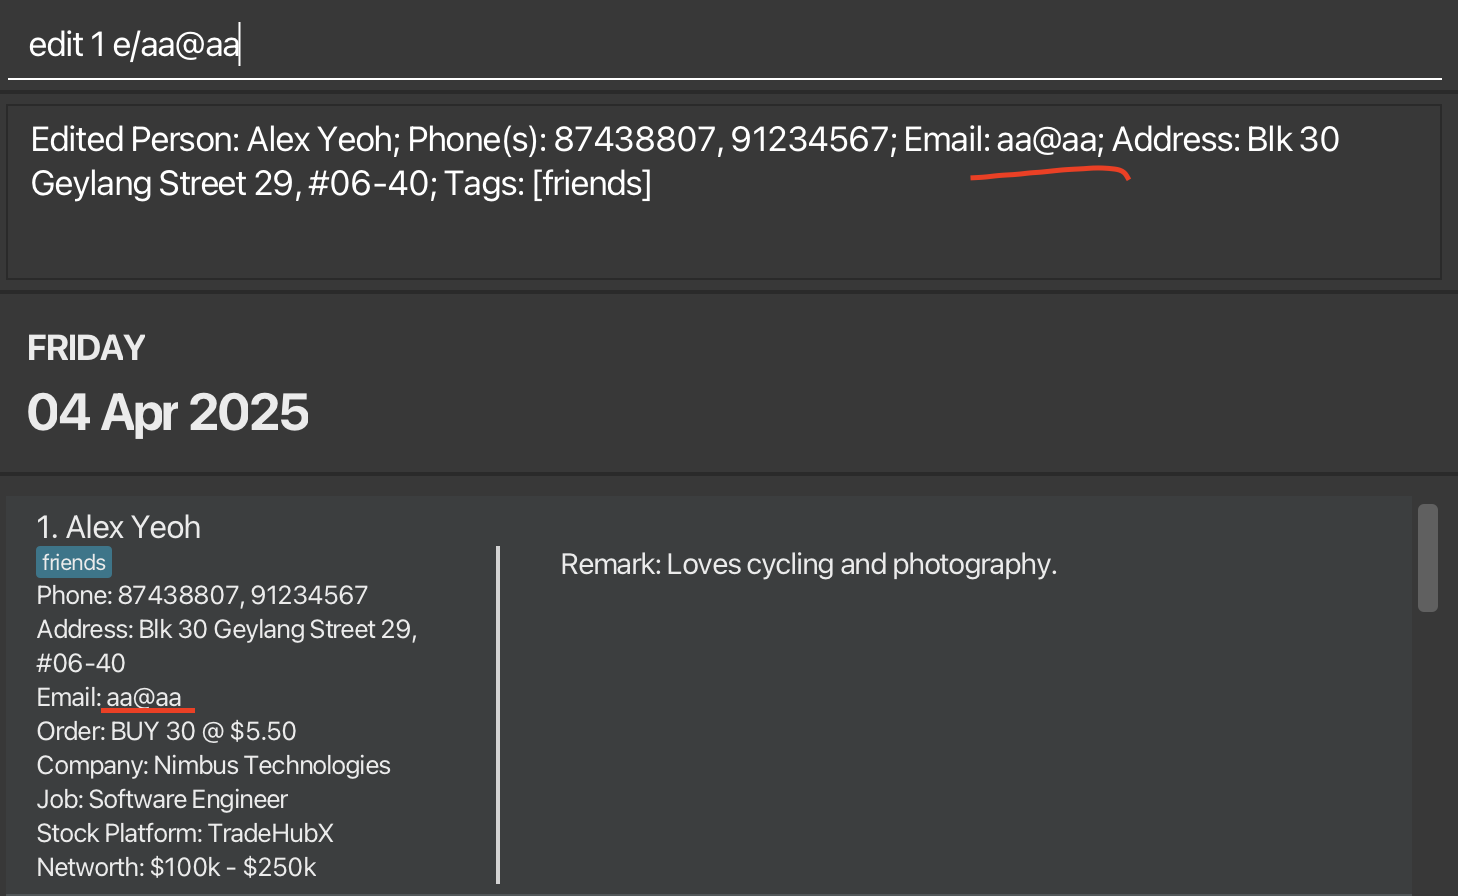 edit 1 e/aa@aa
Edited Person: Alex Yeoh; Phone(s): 87438807, 91234567; Email: aa@aa; Address: Blk 30
Geylang Street 29, #06-40; Tags: [friends]
FRIDAY
04 Apr 2025
1. Alex Yeoh
friends
Phone: 87438807, 91234567
Address: Blk 30 Geylang Street 29,
#06-40
Email: aa@aa
Order: BUY 30 @ $5.50
Company: Nimbus Technologies
Job: Software Engineer
Stock Platform: TradeHubX
Networth: $100k - $250k
Remark: Loves cycling and photography.